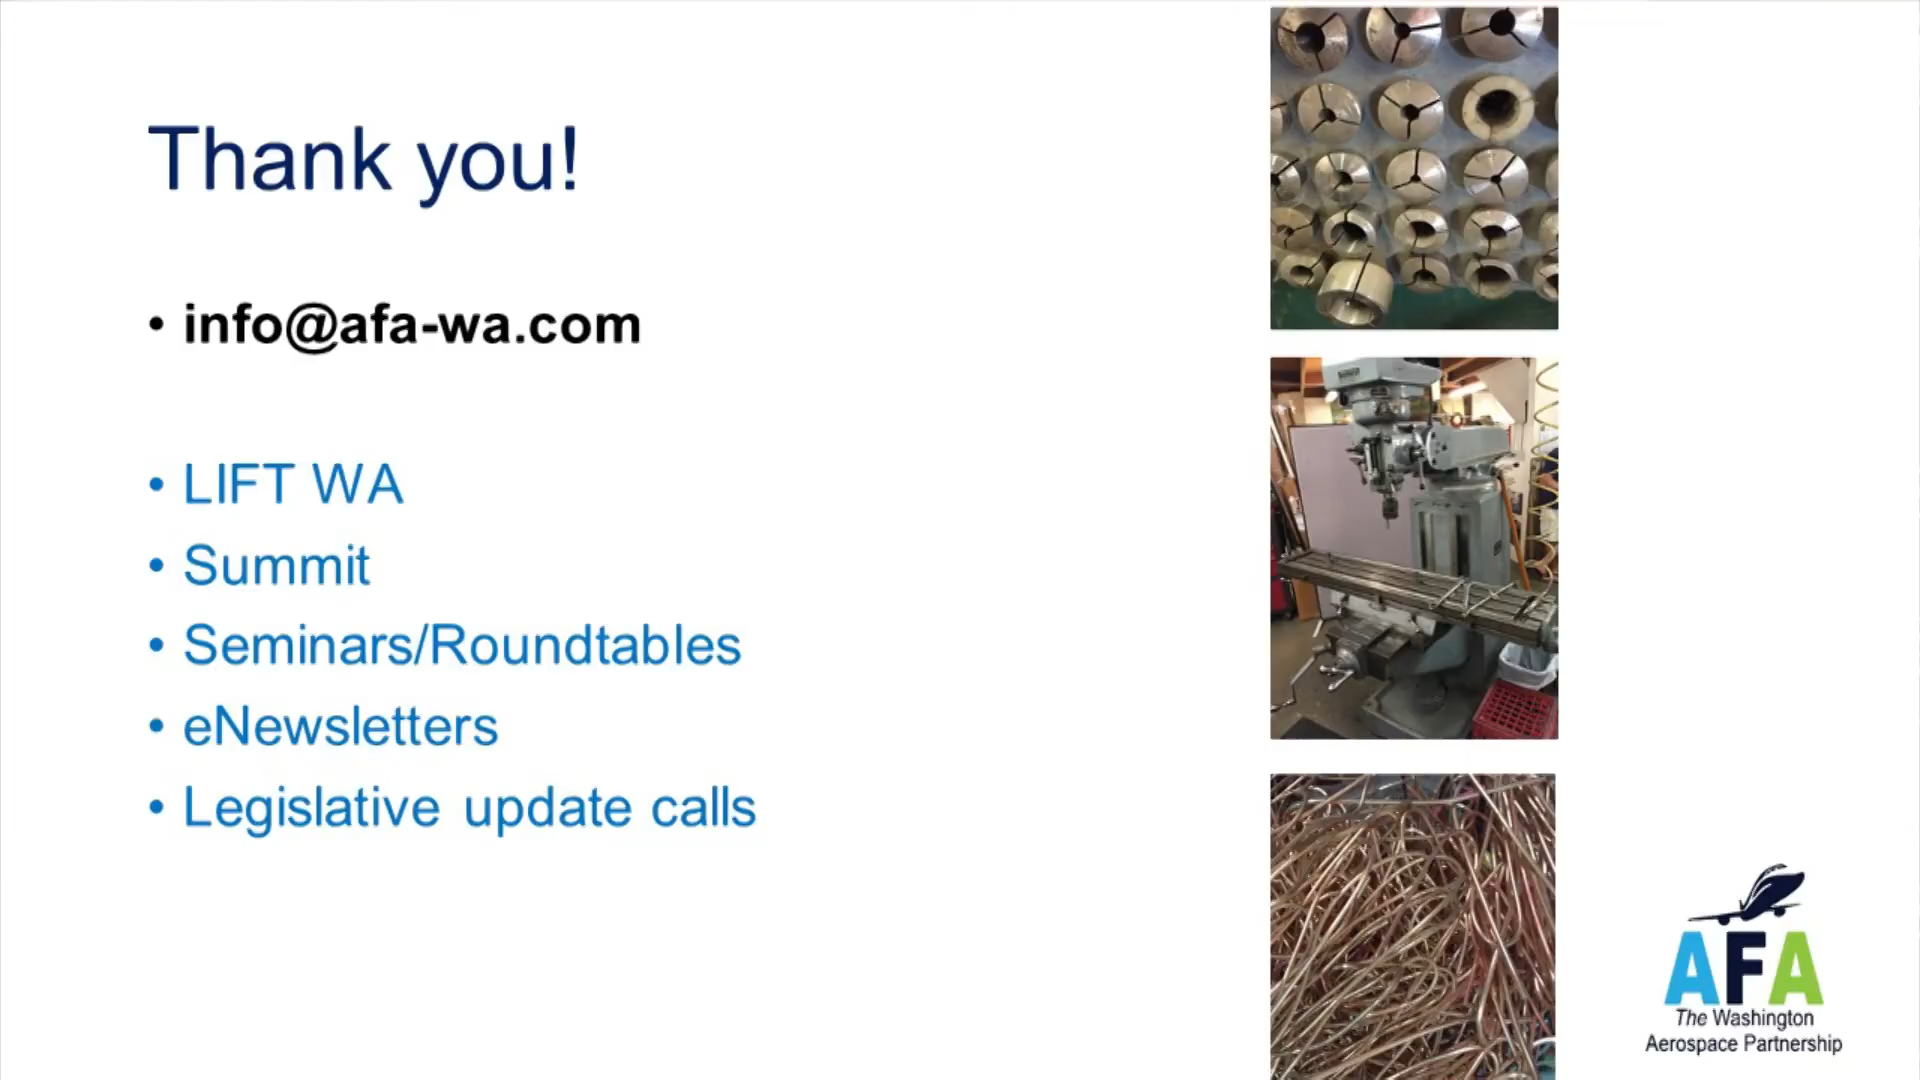 Thank you!
• info@afa-wa.com
• LIFT WA
• Summit
• Seminars/Roundtables
• eNewsletters
• Legislative update calls
AFA
The Washington
Aerospace Partnership